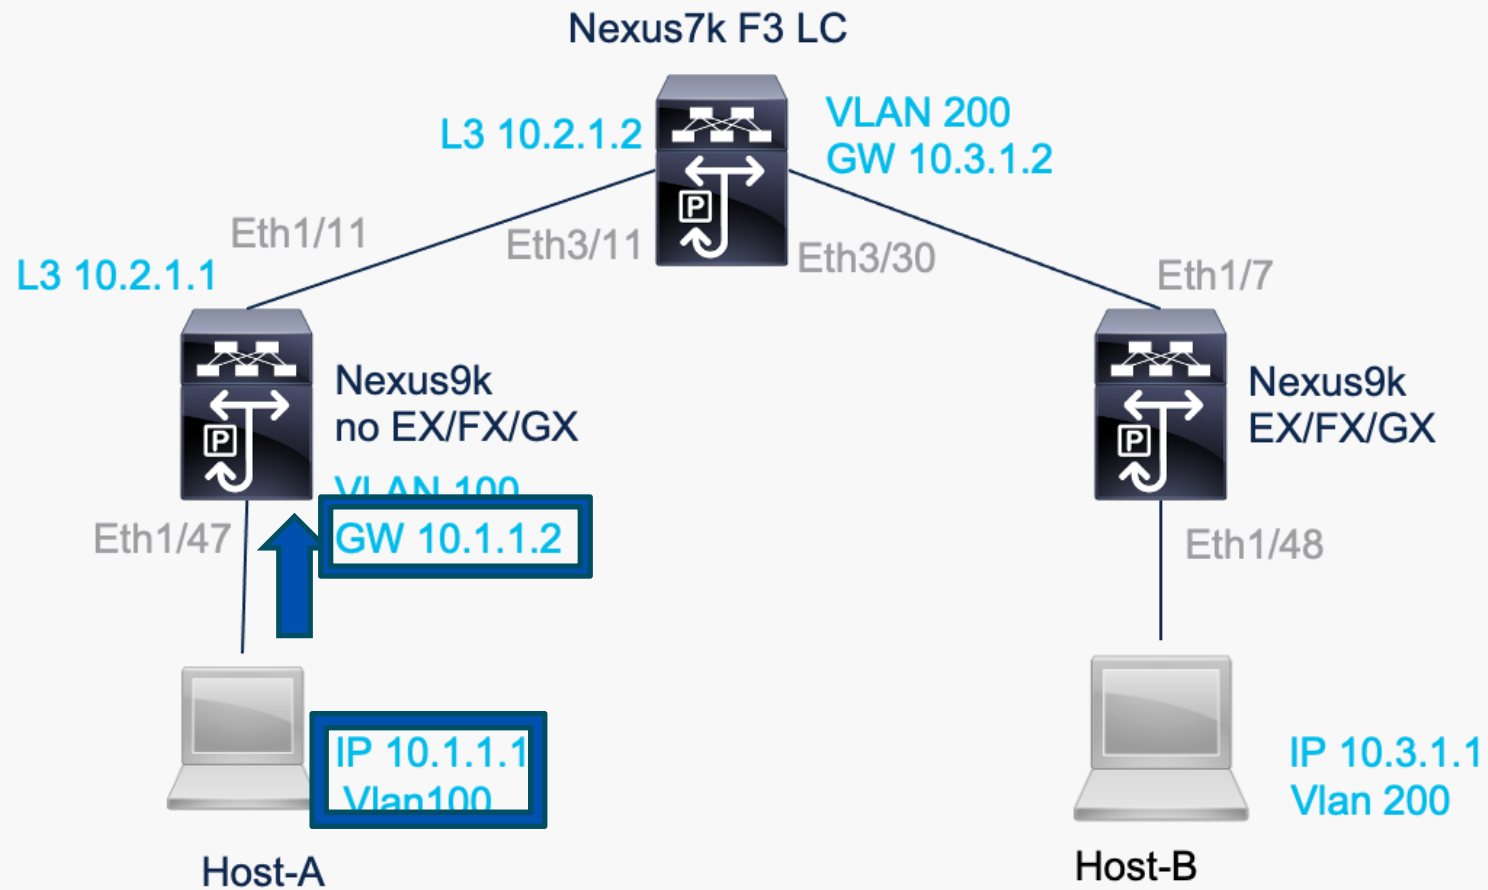 Nexus7k F3 LC
L3 10.2.1.2
VLAN 200
GW 10.3.1.2
Eth1/11
Eth3/11
Eth3/30
L3 10.2.1.1
Eth1/7
Nexus9k
no EX/FX/GX
VLAN 100
GW 10.1.1.2
Nexus9k
EX/FX/GX
P
P
P
Eth1/47
Eth1/48
IP 10.1.1.1
Vlan100
IP 10.3.1.1
Vlan 200
Host-A
Host-B